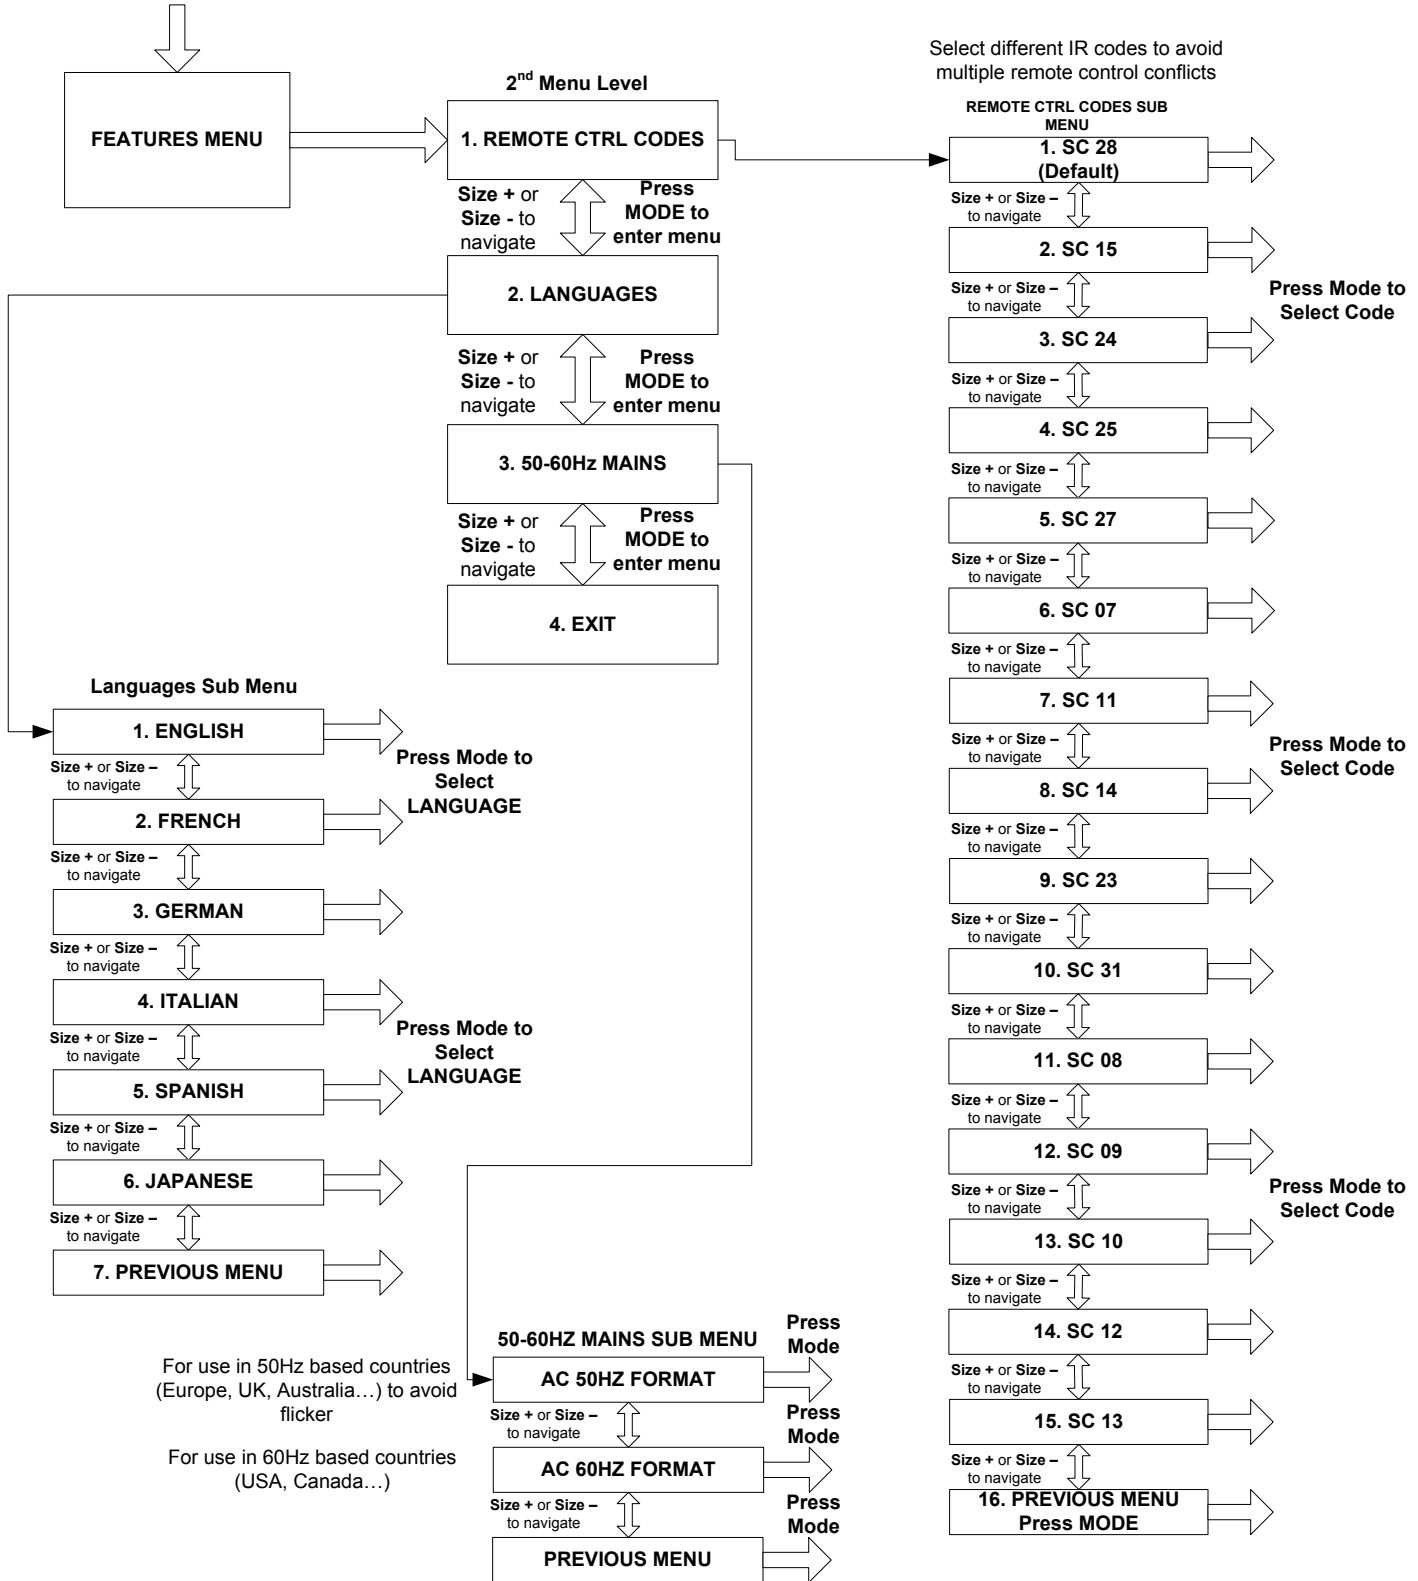 FEATURES MENU
2nd Menu Level
1. REMOTE CTRL CODES
Size + or
Size - to
navigate
Press
MODE to
enter menu
2. LANGUAGES
Size + or
Size - to
navigate
Press
MODE to
enter menu
3. 50-60Hz MAINS
Size + or
Size - to
navigate
Press
MODE to
enter menu
4. EXIT
Languages Sub Menu
1. ENGLISH
Size + or Size –
to navigate
Press Mode to
Select
LANGUAGE
2. FRENCH
Size + or Size –
to navigate
3. GERMAN
Size + or Size –
to navigate
4. ITALIAN
Size + or Size –
to navigate
Press Mode to
Select
LANGUAGE
5. SPANISH
Size + or Size –
to navigate
6. JAPANESE
Size + or Size –
to navigate
7. PREVIOUS MENU
50-60HZ MAINS SUB MENU
Press
Mode
For use in 50Hz based countries
(Europe, UK, Australia…) to avoid
flicker
AC 50HZ FORMAT
Size + or Size –
to navigate
Press
Mode
For use in 60Hz based countries
(USA, Canada…)
AC 60HZ FORMAT
Size + or Size –
to navigate
Press
Mode
PREVIOUS MENU
Select different IR codes to avoid
multiple remote control conflicts
REMOTE CTRL CODES SUB
MENU
1. SC 28
(Default)
Size + or Size –
to navigate
2. SC 15
Size + or Size –
to navigate
Press Mode to
Select Code
3. SC 24
Size + or Size –
to navigate
4. SC 25
Size + or Size –
to navigate
5. SC 27
Size + or Size –
to navigate
6. SC 07
Size + or Size –
to navigate
7. SC 11
Size + or Size –
to navigate
Press Mode to
Select Code
8. SC 14
Size + or Size –
to navigate
9. SC 23
Size + or Size –
to navigate
10. SC 31
Size + or Size –
to navigate
11. SC 08
Size + or Size –
to navigate
12. SC 09
Size + or Size –
to navigate
Press Mode to
Select Code
13. SC 10
Size + or Size –
to navigate
14. SC 12
Size + or Size –
to navigate
15. SC 13
Size + or Size –
to navigate
16. PREVIOUS MENU
Press MODE